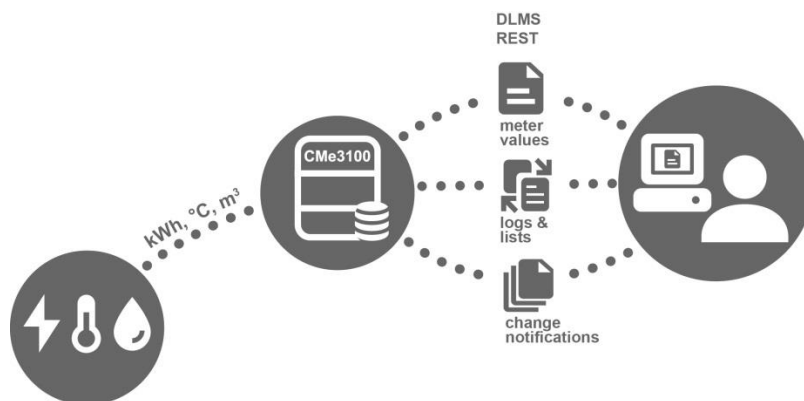 DLMS
REST
meter
values
CMe3100
kWh, °C, m³
logs &
lists
change
notifications